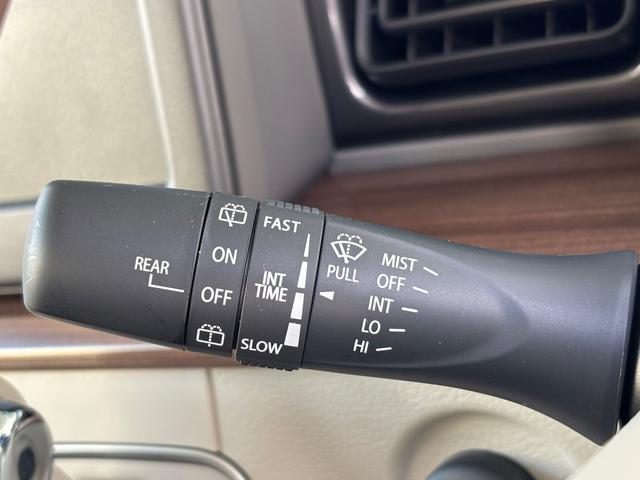 REAR
ON
OFF
FAST
INT
TIME
SLOW
PULL
MIST
OFF
INT
LO
HI